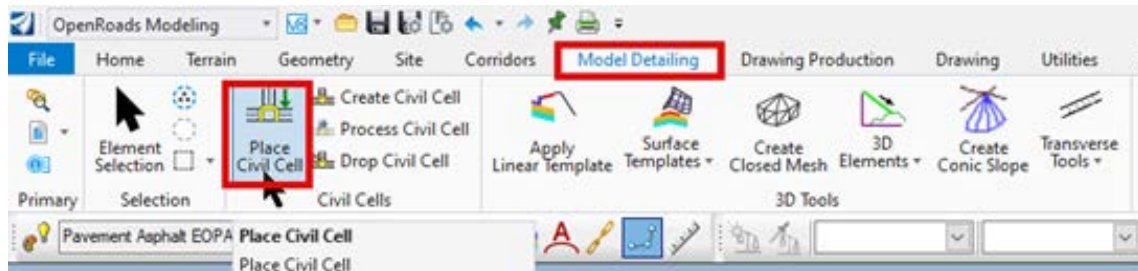 OpenRoads Modeling
File Home Terrain Geometry Site Corridors Model Detailing Drawing Production Drawing Utilities
Element Selection
Place Civil Cell
Create Civil Cell
Process Civil Cell
Drop Civil Cell
Apply Linear Template
Surface Templates
Create Closed Mesh
3D Elements
Create Conic Slope
Transverse Tools
Primary Selection Civil Cells 3D Tools
Pavement Asphalt EOPA
Place Civil Cell
Place Civil Cell